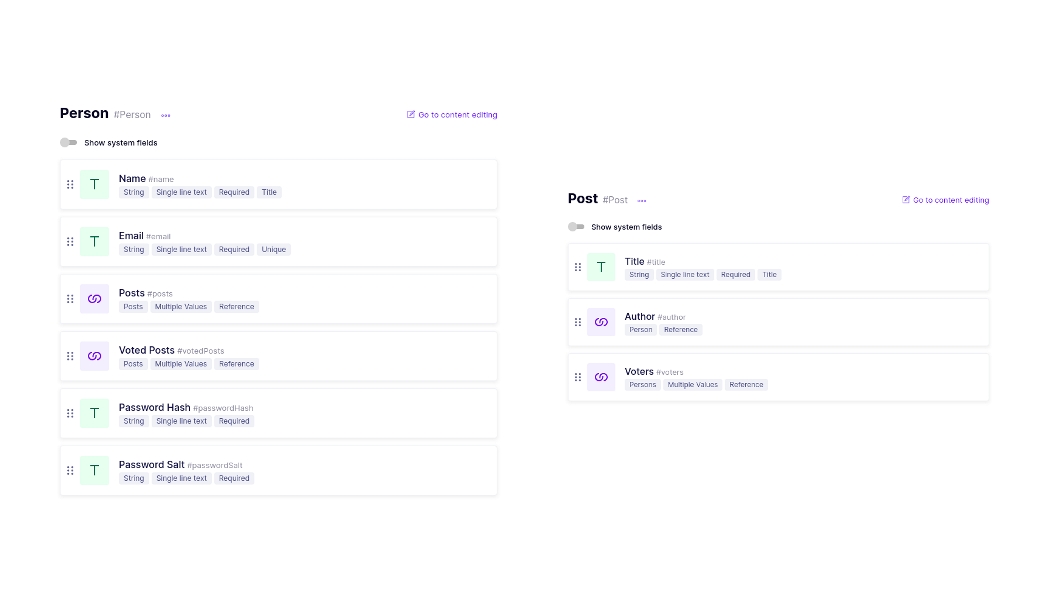 Person #Person
Go to content editing
Show system fields
Name #name
String Single line text Required Title
Email #email
String Single line text Required Unique
Posts #posts
Posts Multiple Values Reference
Voted Posts #votedPosts
Posts Multiple Values Reference
Password Hash #passwordHash
String Single line text Required
Password Salt #passwordSalt
String Single line text Required
Post #Post
Go to content editing
Show system fields
Title #title
String Single line text Required Title
Author #author
Person Reference
Voters #voters
Persons Multiple Values Reference